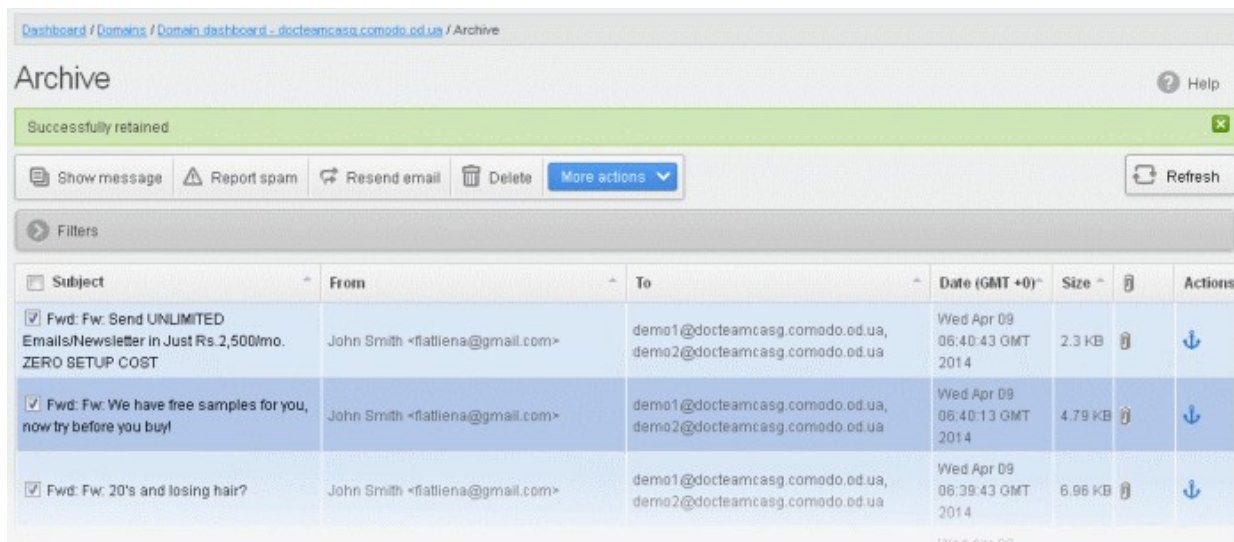 Dashboard / Domains / Domain dashboard - docteamcasg.comodo.od.ua / Archive
Archive
Help
Successfully retained
Show message
Report spam
Resend email
Delete
More actions
Refresh
Filters
Subject
From
To
Date (GMT +0)
Size
Actions
Fwd: Fw: Send UNLIMITED
Emails/Newsletter in Just Rs.2,500/mo.
ZERO SETUP COST
John Smith <flatliena@gmail.com>
demo1@docteamcasg.comodo.od.ua,
demo2@docteamcasg.comodo.od.ua
Wed Apr 09
06:40:43 GMT
2014
2.3 KB
Fwd: Fw: We have free samples for you,
now try before you buy!
John Smith <flatliena@gmail.com>
demo1@docteamcasg.comodo.od.ua,
demo2@docteamcasg.comodo.od.ua
Wed Apr 09
06:40:13 GMT
2014
4.79 KB
Fwd: Fw: 20's and losing hair?
John Smith <flatliena@gmail.com>
demo1@docteamcasg.comodo.od.ua,
demo2@docteamcasg.comodo.od.ua
Wed Apr 09
06:39:43 GMT
2014
6.96 KB